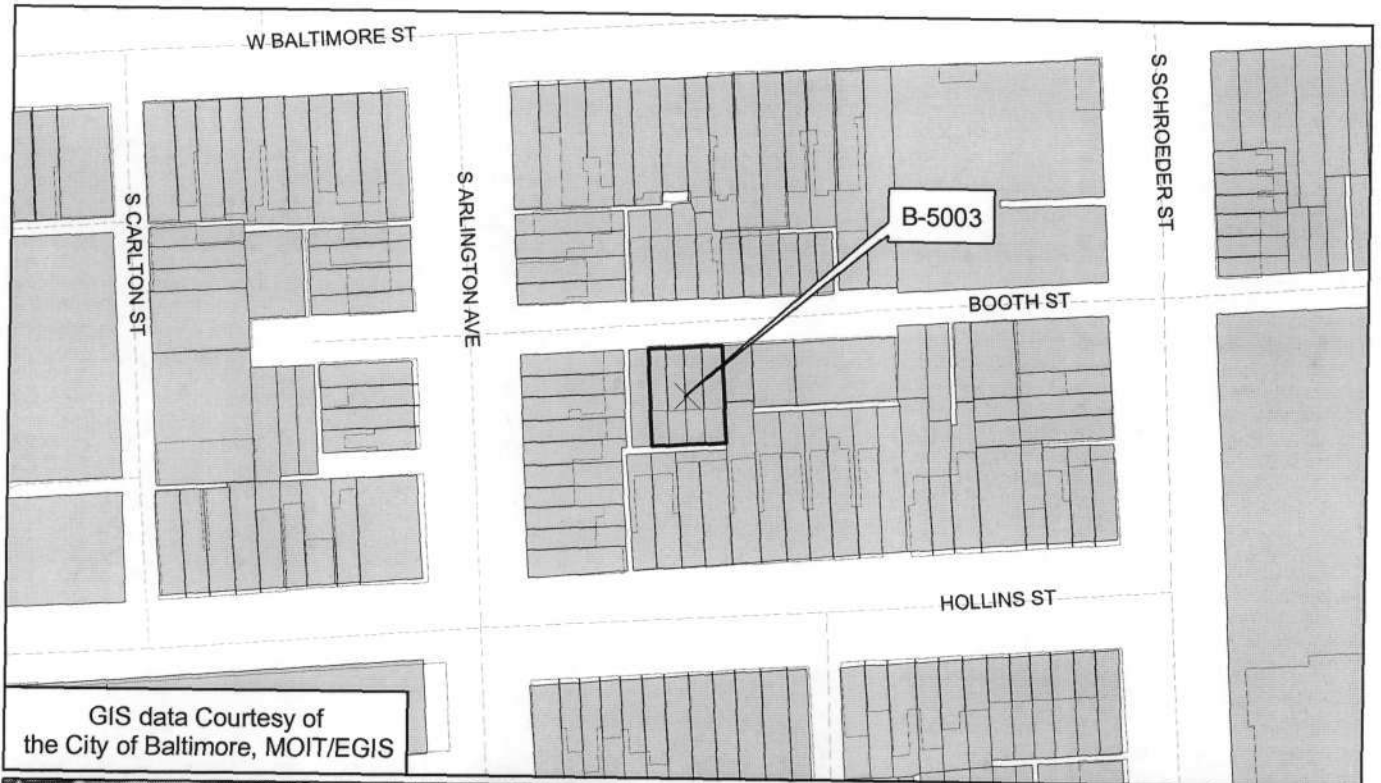 W BALTIMORE ST
S SCHROEDER ST
S CARLTON ST
S ARLINGTON AVE
B-5003
BOOTH ST
HOLLINS ST
GIS data Courtesy of
the City of Baltimore, MOIT/EGIS